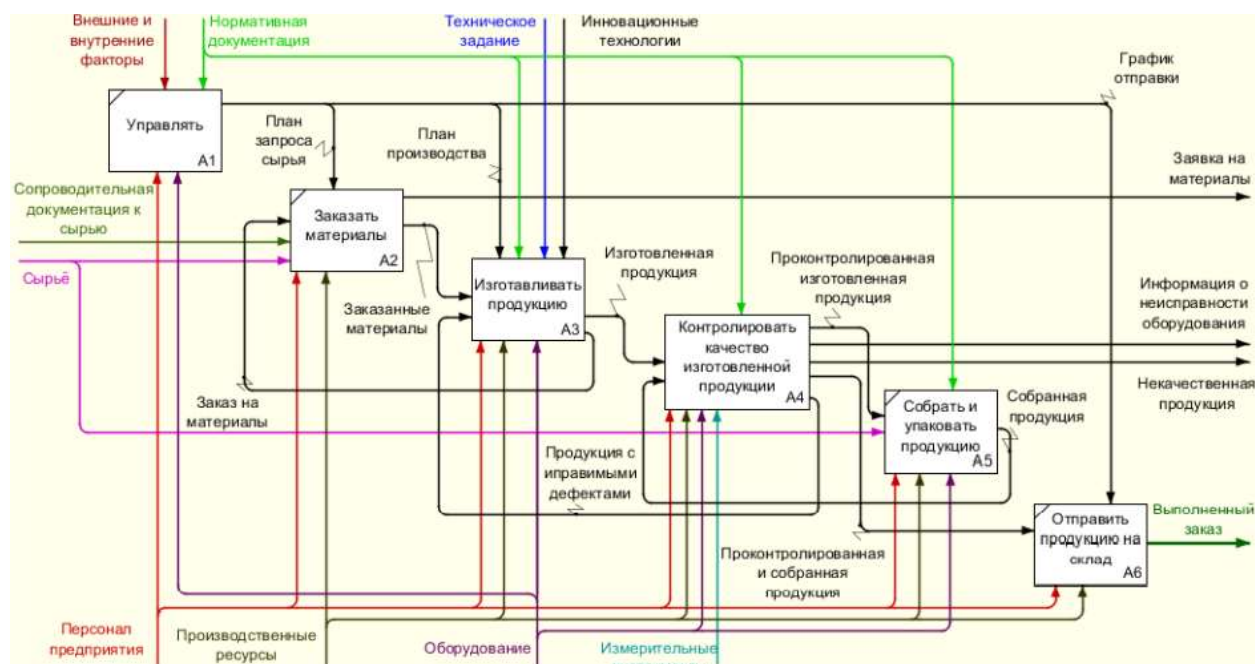 Внешние и
внутренние
факторы
Нормативная
документация
Техническое
задание
Инновационные
технологии
График
отправки
Управлять
A1
План
запроса
сырья
План
производства
Заявка на
материалы
Сопроводительная
документация к
сырью
Заказать
материалы
A2
Сырьё
Изготавливать
продукцию
A3
Изготовленная
продукция
Проконтролированная
изготовленная
продукция
Информация о
неисправности
оборудования
Заказанные
материалы
Контролировать
качество
изготовленной
продукции
A4
Некачественная
продукция
Заказ на
материалы
Собрать и
упаковать
продукцию
A5
Собранная
продукция
Продукция с
иправимыми
дефектами
Отправить
продукцию на
склад
A6
Выполненный
заказ
Проконтролированная
и собранная
продукция
Персонал
предприятия
Производственные
ресурсы
Оборудование
Измерительные